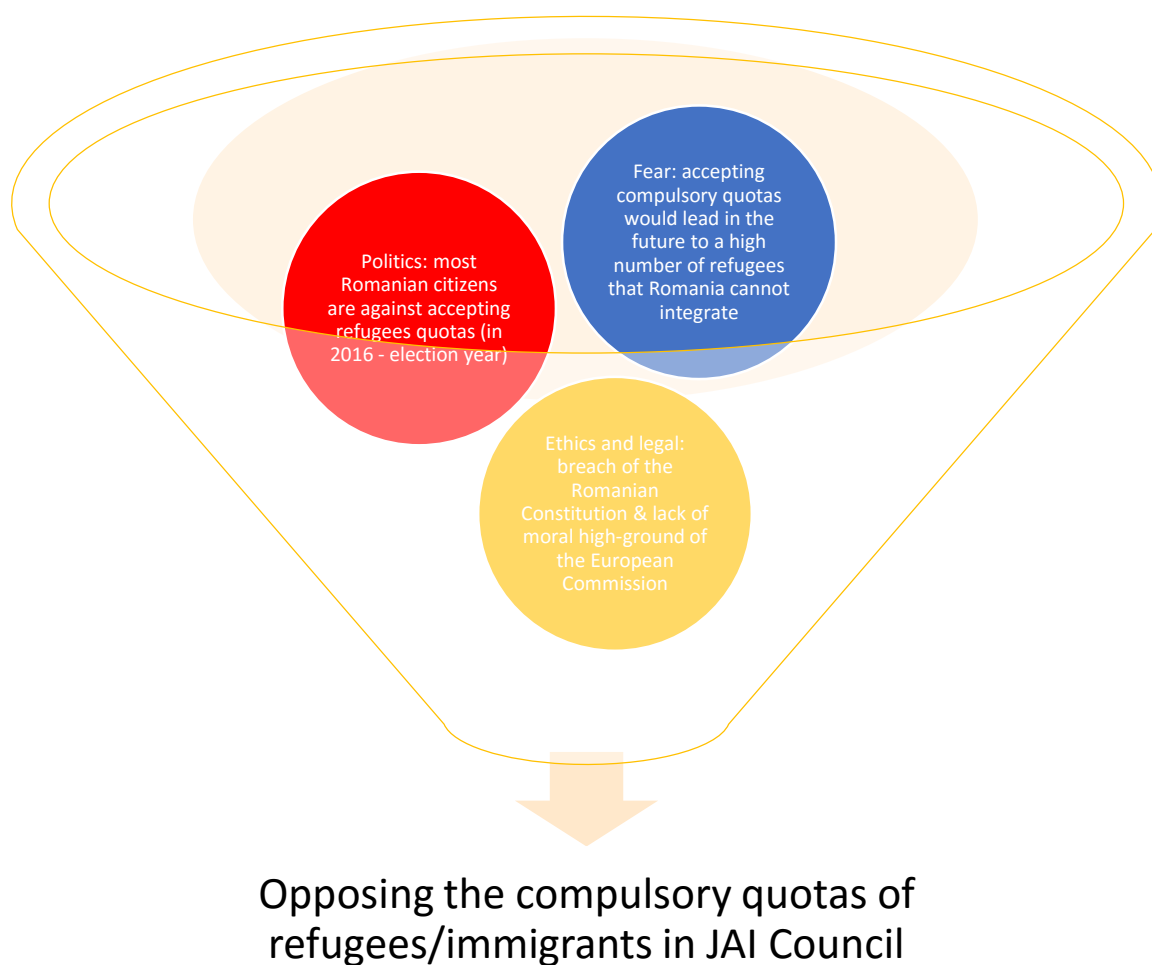 Politics: most
Romanian citizens
are against accepting
refugees quotas (in
2016 - election year)
Fear: accepting
compulsory quotas
would lead in the
future to a high
number of refugees
that Romania cannot
integrate
Ethics and legal:
breach of the
Romanian
Constitution & lack of
moral high-ground of
the European
Commission
Opposing the compulsory quotas of
refugees/immigrants in JAI Council